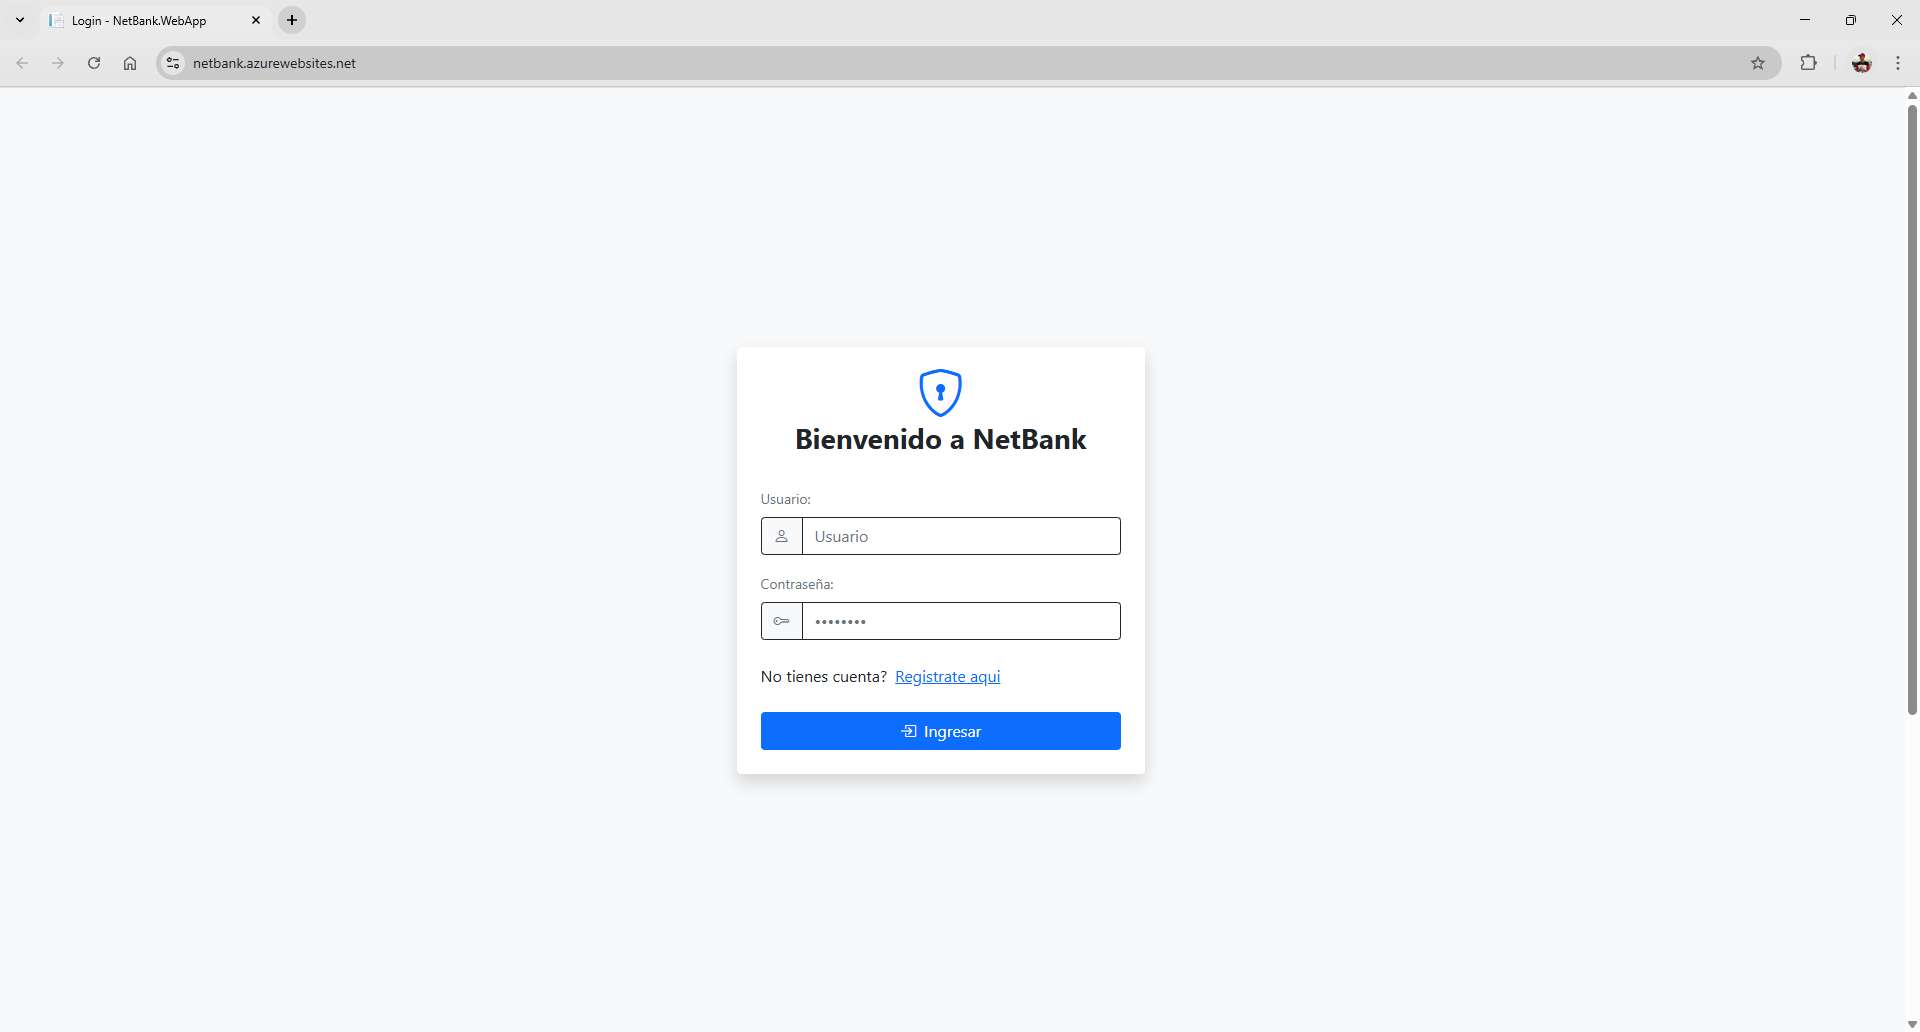 Login - NetBank.WebApp
netbank.azurewebsites.net
Bienvenido a NetBank
Usuario:
Usuario
Contraseña:
••••••••
No tienes cuenta? Registrate aqui
Ingresar